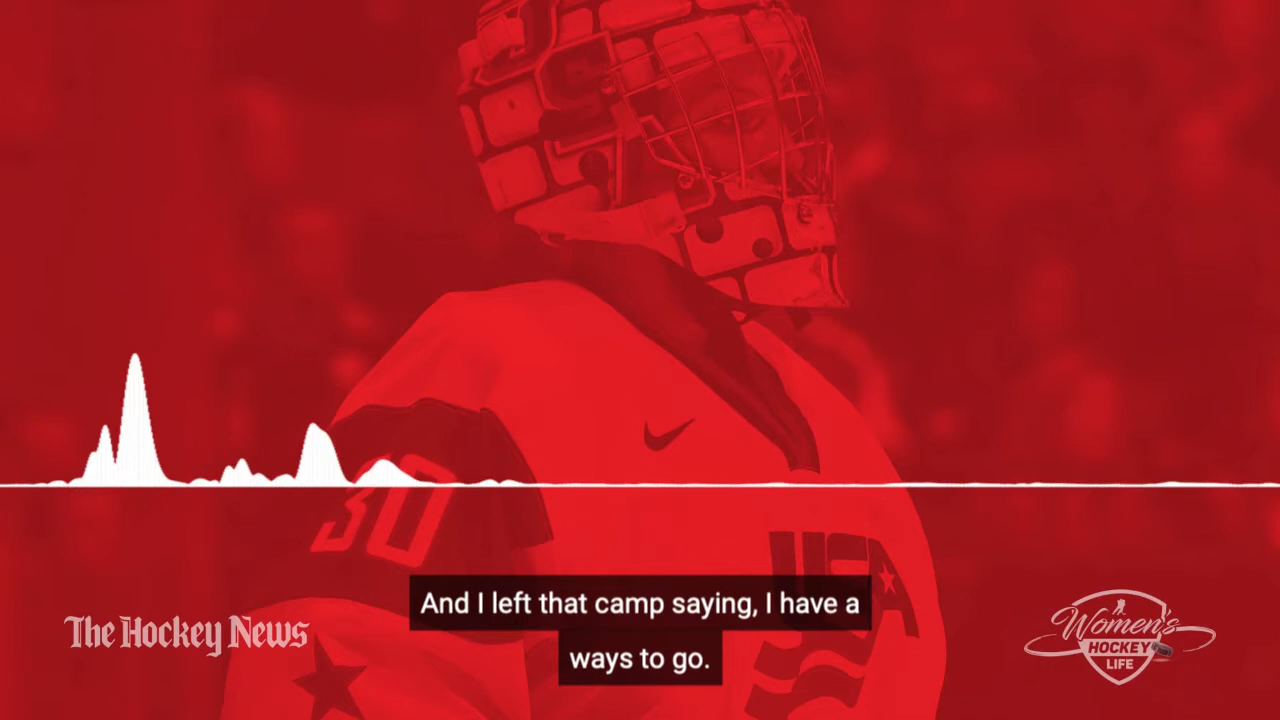 30
USA
And I left that camp saying, I have a
ways to go.
The Hockey News
Women's
HOCKEY
LIFE